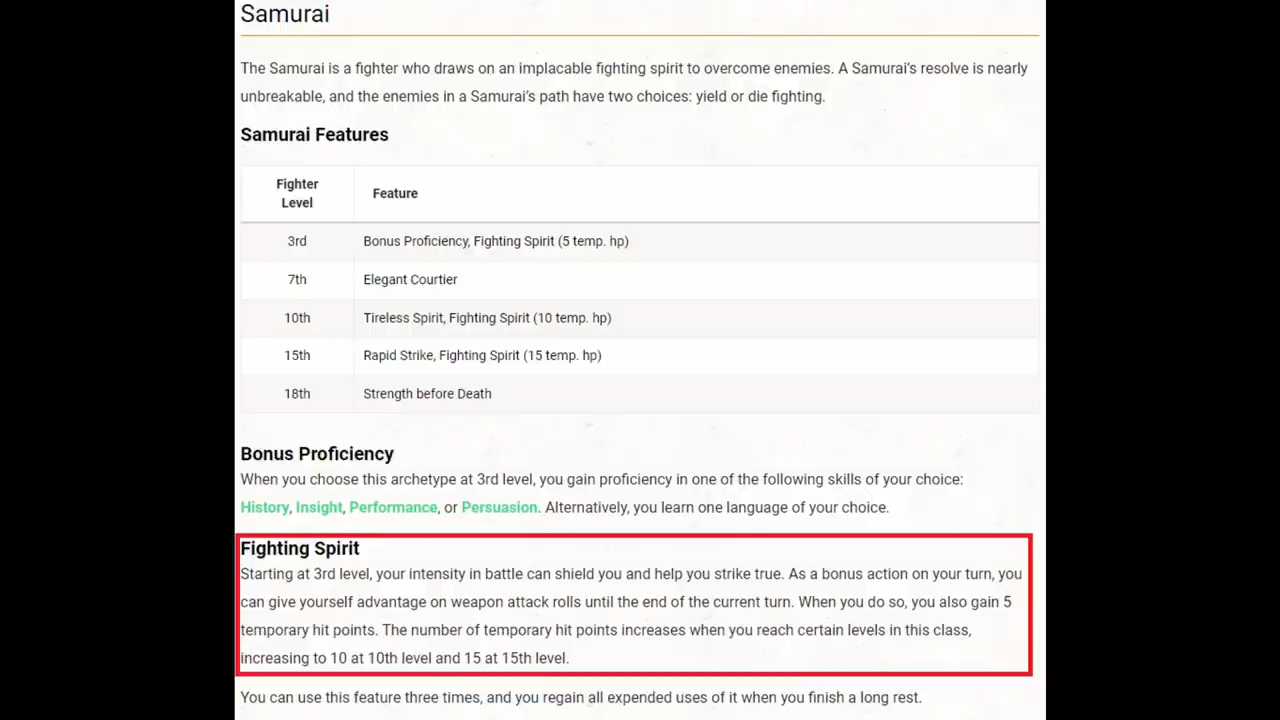 Samurai
The Samurai is a fighter who draws on an implacable fighting spirit to overcome enemies. A Samurai's resolve is nearly
unbreakable, and the enemies in a Samurai's path have two choices: yield or die fighting.
Samurai Features
Fighter
Level
Feature
3rd Bonus Proficiency, Fighting Spirit (5 temp. hp)
7th Elegant Courtier
10th Tireless Spirit, Fighting Spirit (10 temp. hp)
15th Rapid Strike, Fighting Spirit (15 temp. hp)
18th Strength before Death
Bonus Proficiency
When you choose this archetype at 3rd level, you gain proficiency in one of the following skills of your choice:
History, Insight, Performance, or Persuasion. Alternatively, you learn one language of your choice.
Fighting Spirit
Starting at 3rd level, your intensity in battle can shield you and help you strike true. As a bonus action on your turn, you
can give yourself advantage on weapon attack rolls until the end of the current turn. When you do so, you also gain 5
temporary hit points. The number of temporary hit points increases when you reach certain levels in this class,
increasing to 10 at 10th level and 15 at 15th level.
You can use this feature three times, and you regain all expended uses of it when you finish a long rest.